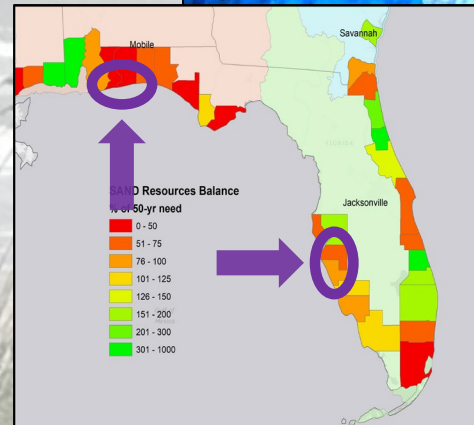 Savannah
Mobile
FLORIDA
Jacksonville
SAND Resources Balance
% of 50-yr need
0 - 50
51 - 75
76 - 100
101 - 125
126 - 150
151 - 200
201 - 300
301 - 1000